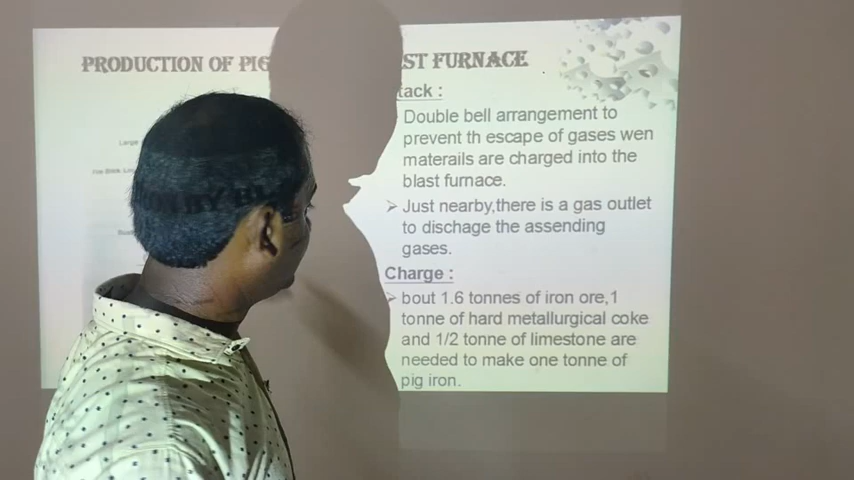 PRODUCTION OF PIG ST FURNACE
tack :
Double bell arrangement to
prevent th escape of gases wen
materails are charged into the
blast furnace.
Just nearby,there is a gas outlet
to dischage the assending
gases.
Charge :
bout 1.6 tonnes of iron ore,1
tonne of hard metallurgical coke
and 1/2 tonne of limestone are
needed to make one tonne of
pig iron.
Large